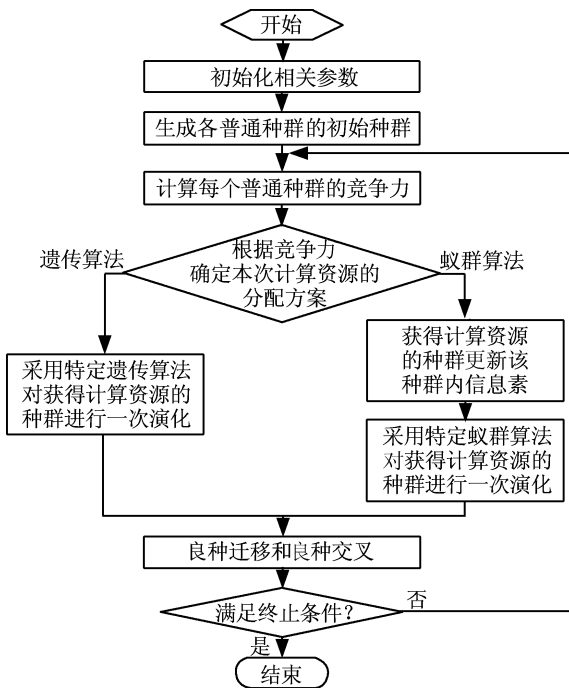 开始
初始化相关参数
生成各普通种群的初始种群
计算每个普通种群的竞争力
遗传算法
根据竞争力
确定本次计算资源的
分配方案
蚁群算法
获得计算资源
的种群更新该
种群内信息素
采用特定遗传算法
对获得计算资源的
种群进行一次演化
采用特定蚁群算法
对获得计算资源的
种群进行一次演化
良种迁移和良种交叉
满足终止条件？
否
是
结束